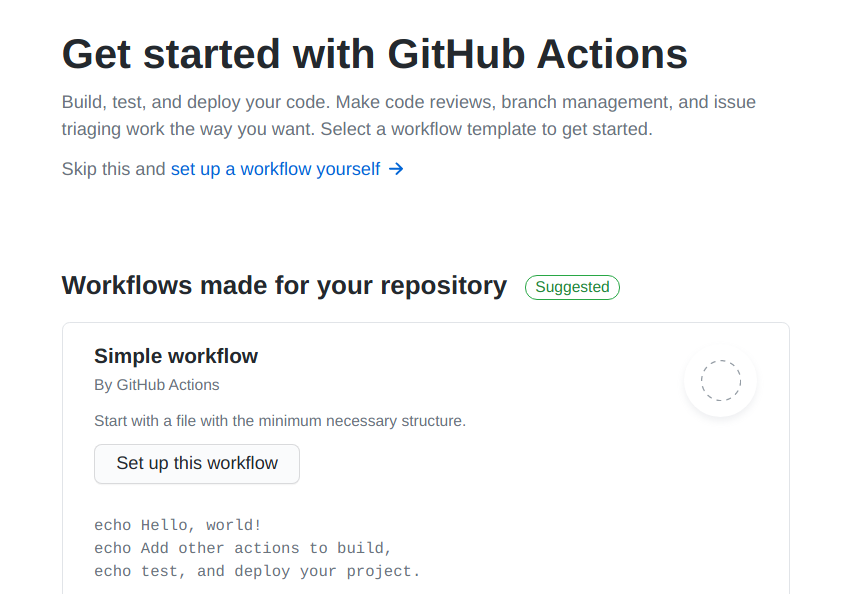 Get started with GitHub Actions
Build, test, and deploy your code. Make code reviews, branch management, and issue
triaging work the way you want. Select a workflow template to get started.
Skip this and set up a workflow yourself →
Workflows made for your repository Suggested
Simple workflow
By GitHub Actions
Start with a file with the minimum necessary structure.
Set up this workflow
echo Hello, world!
echo Add other actions to build,
echo test, and deploy your project.